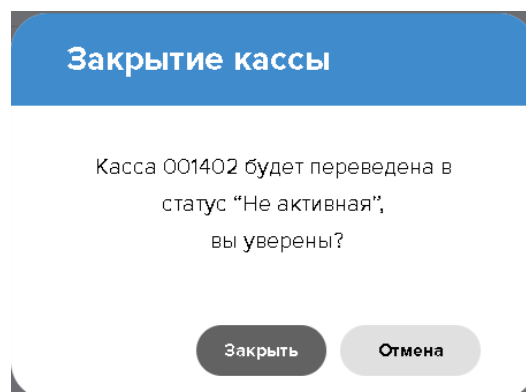 Закрытие кассы
Касса 001402 будет переведена в
статус “Не активная”,
вы уверены?
Закрыть
Отмена